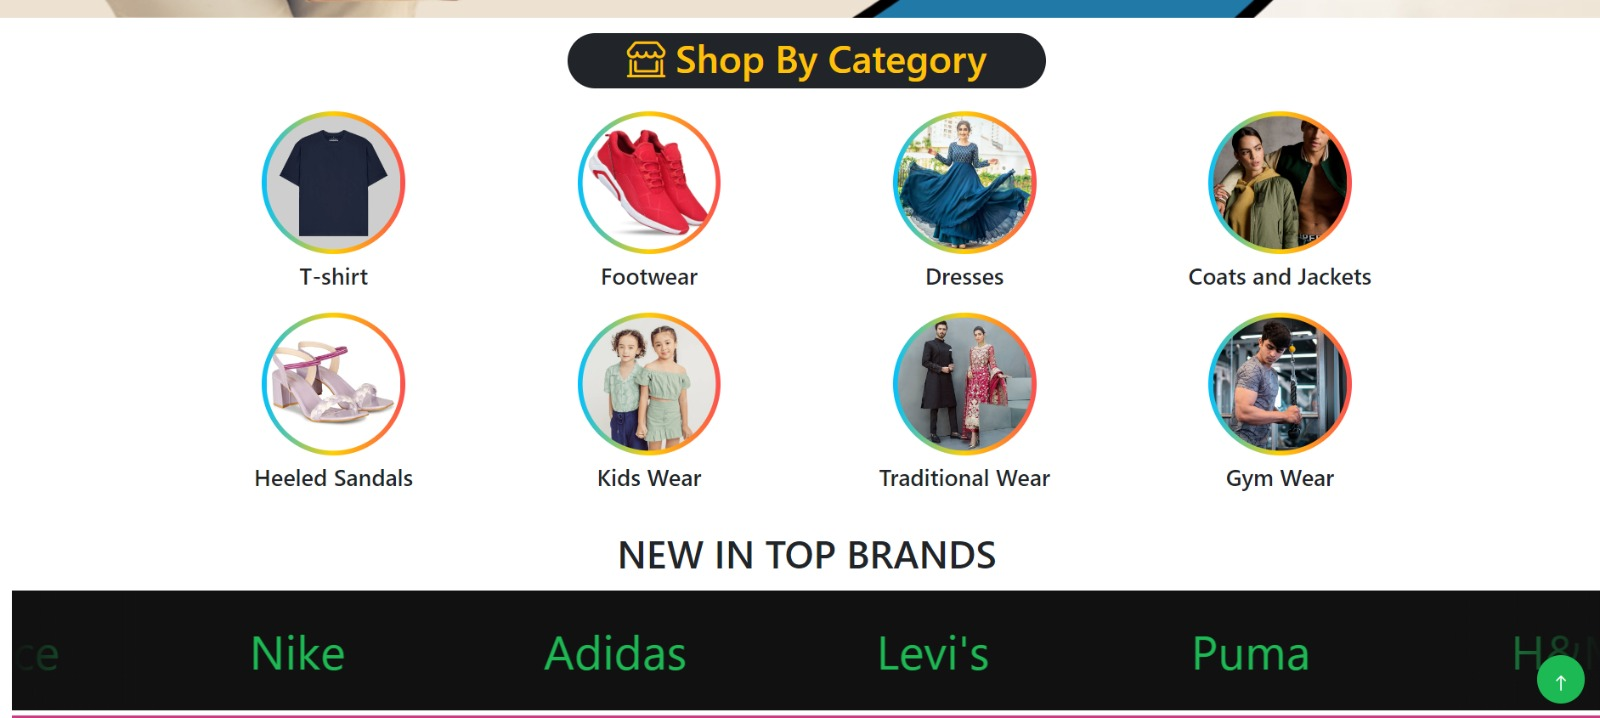 Shop By Category
T-shirt Footwear Dresses Coats and Jackets
Heeled Sandals Kids Wear Traditional Wear Gym Wear
NEW IN TOP BRANDS
ce Nike Adidas Levi's Puma H&M